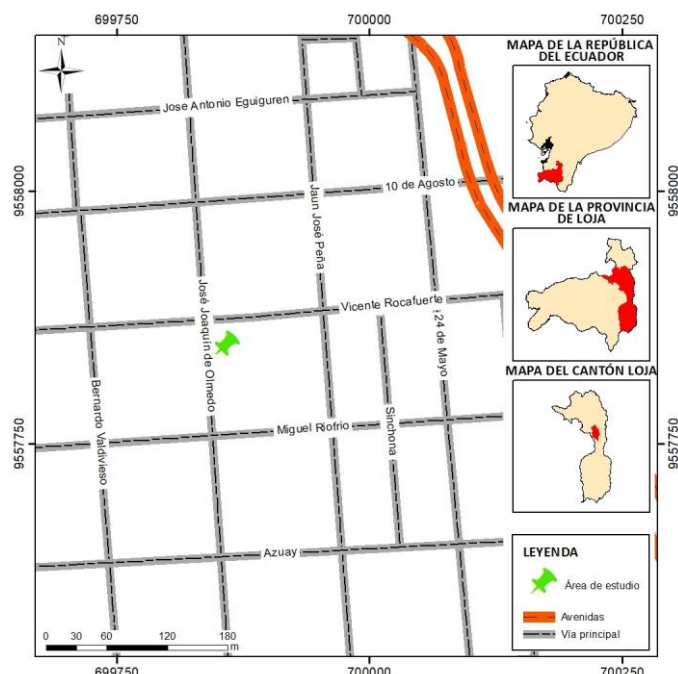 699750
700000
700250
N
MAPA DE LA REPÚBLICA
DEL ECUADOR
Jose Antonio Eguiguren
10 de Agosto
9558000
9558000
Jaun José Peña
MAPA DE LA PROVINCIA
DE LOJA
José Joaquín de Olmedo
Vicente Rocafuerte
24 de Mayo
MAPA DEL CANTÓN LOJA
Bernardo Valdivieso
Sinchona
Miguel Riofrio
9557750
9557750
Azuay
LEYENDA
Área de estudio
Avenidas
Vía principal
0 30 60 120 180
m
699750
700000
700250